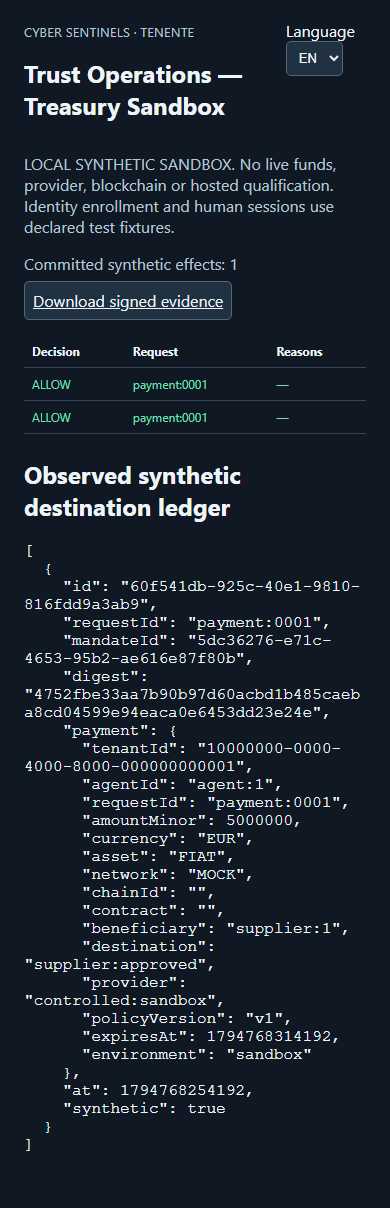 CYBER SENTINELS · TENENTE
Language
EN
Trust Operations —
Treasury Sandbox
LOCAL SYNTHETIC SANDBOX. No live funds,
provider, blockchain or hosted qualification.
Identity enrollment and human sessions use
declared test fixtures.
Committed synthetic effects: 1
Download signed evidence
Decision Request Reasons
ALLOW payment:0001 —
ALLOW payment:0001 —
Observed synthetic
destination ledger
[
  {
    "id": "60f541db-925c-40e1-9810-
816fdd9a3ab9",
    "requestId": "payment:0001",
    "mandateId": "5dc36276-e71c-
4653-95b2-ae616e87f80b",
    "digest":
"4752fbe33aa7b90b97d60acbd1b485caeb
a8cd04599e94eaca0e6453dd23e24e",
    "payment": {
      "tenantId": "10000000-0000-
4000-8000-000000000001",
      "agentId": "agent:1",
      "requestId": "payment:0001",
      "amountMinor": 5000000,
      "currency": "EUR",
      "asset": "FIAT",
      "network": "MOCK",
      "chainId": "",
      "contract": "",
      "beneficiary": "supplier:1",
      "destination":
"supplier:approved",
      "provider":
"controlled:sandbox",
      "policyVersion": "v1",
      "expiresAt": 1794768314192,
      "environment": "sandbox"
    },
    "at": 1794768254192,
    "synthetic": true
  }
]